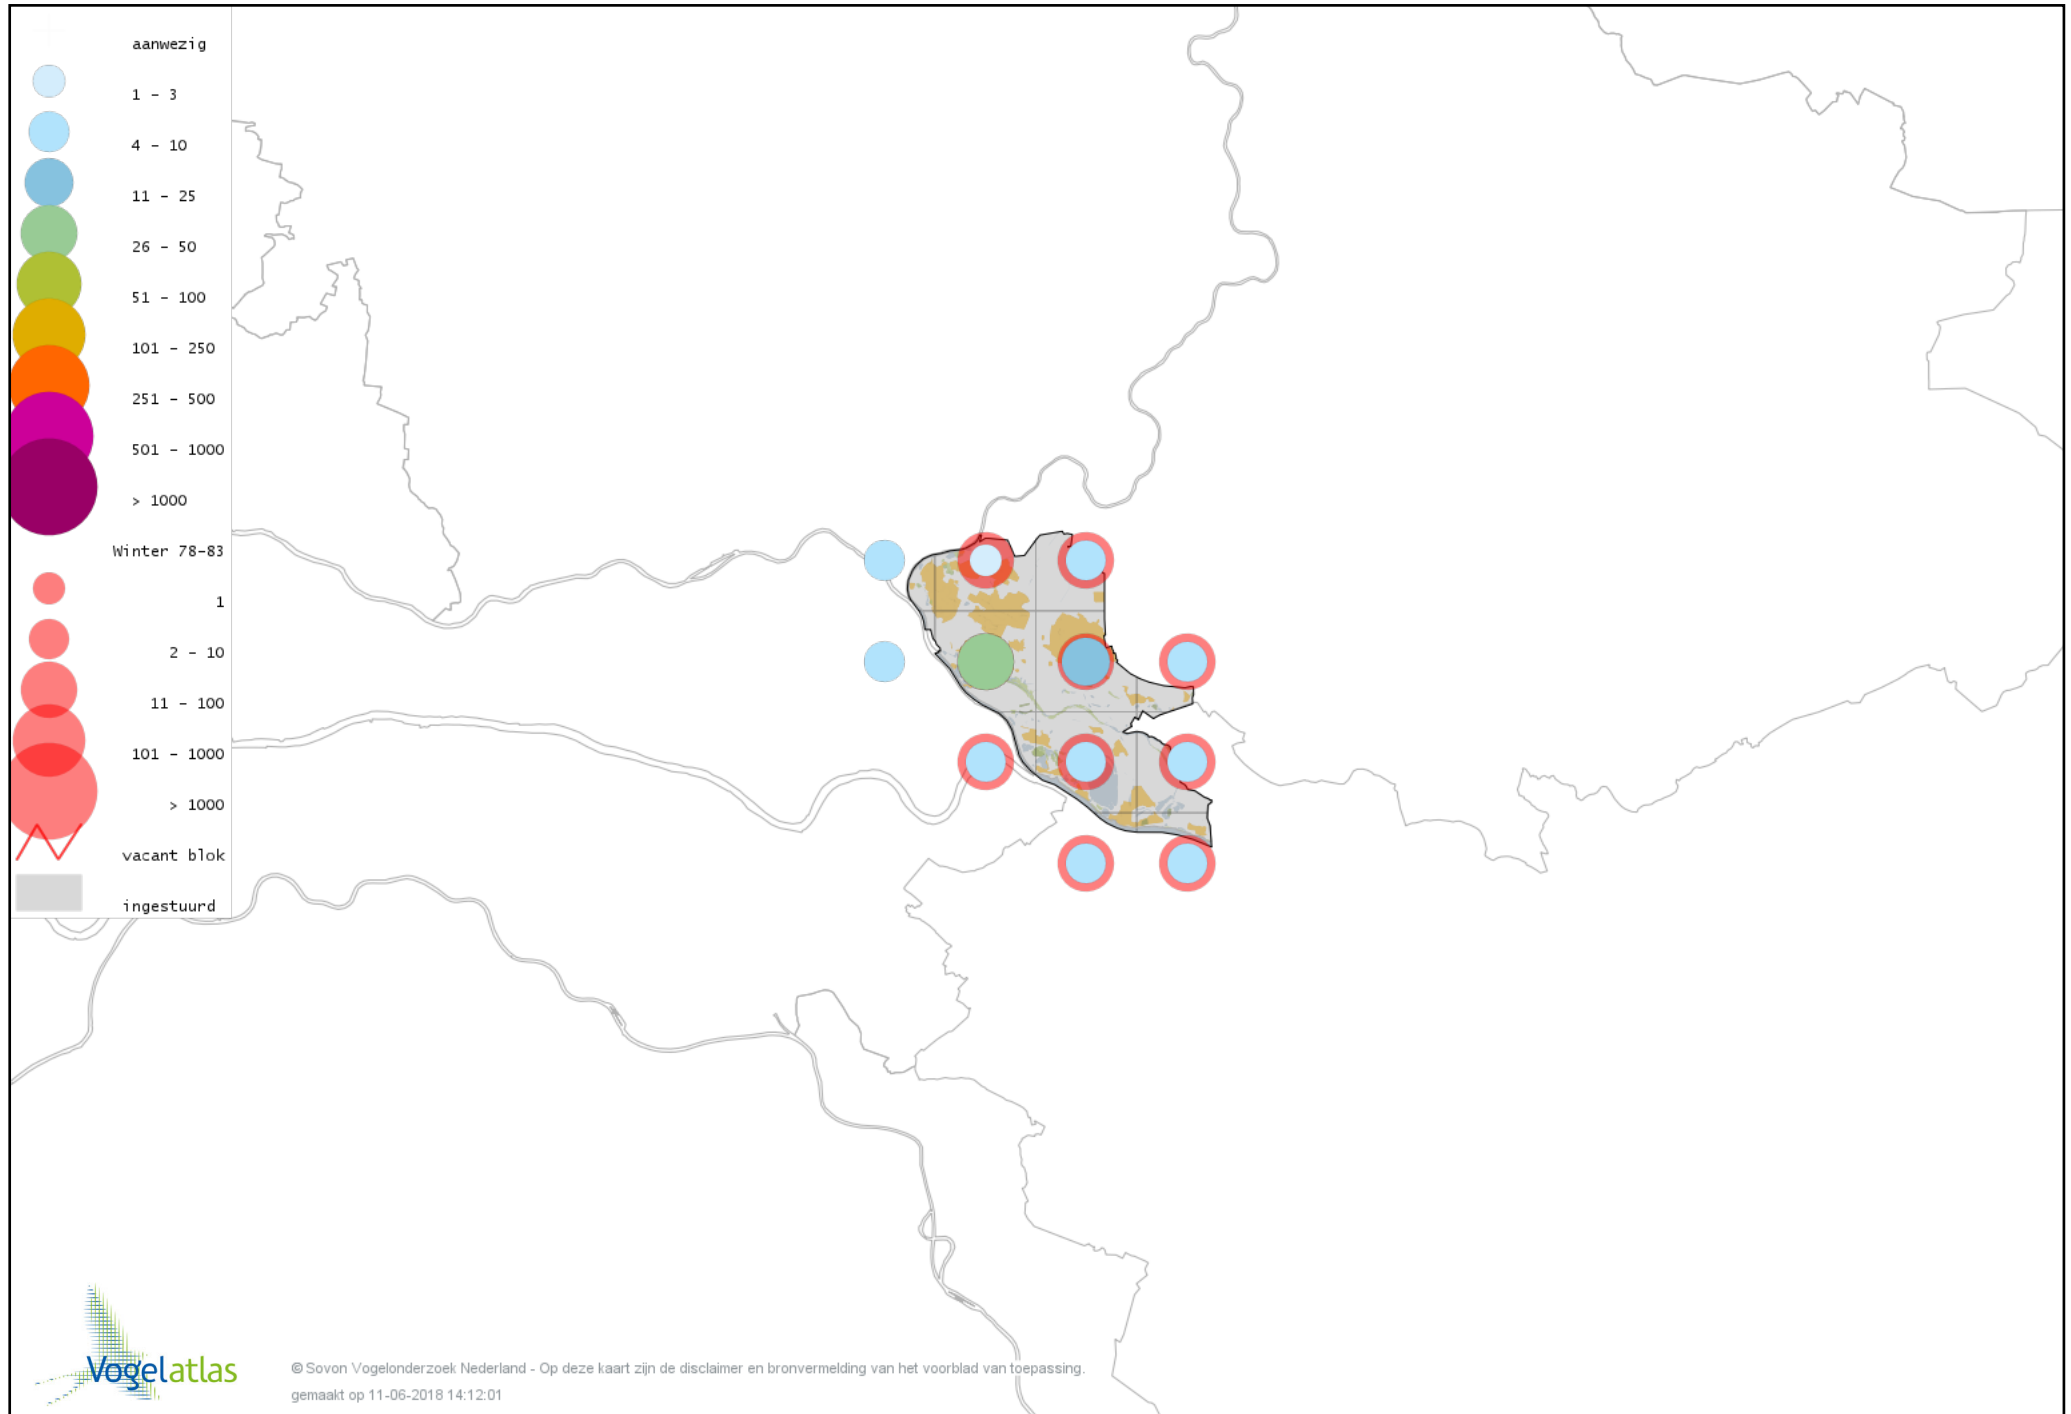 aanwezig
1 - 3
4 - 10
11 - 25
26 - 50
51 - 100
101 - 250
251 - 500
501 - 1000
> 1000
Winter 78-83
1
2 - 10
11 - 100
101 - 1000
> 1000
vacant blok
ingestuurd
Vogelatlas
© Sovon Vogelonderzoek Nederland - Op deze kaart zijn de disclaimer en bronvermelding van het voorblad van toepassing.
gemaakt op 11-06-2018 14:12:01